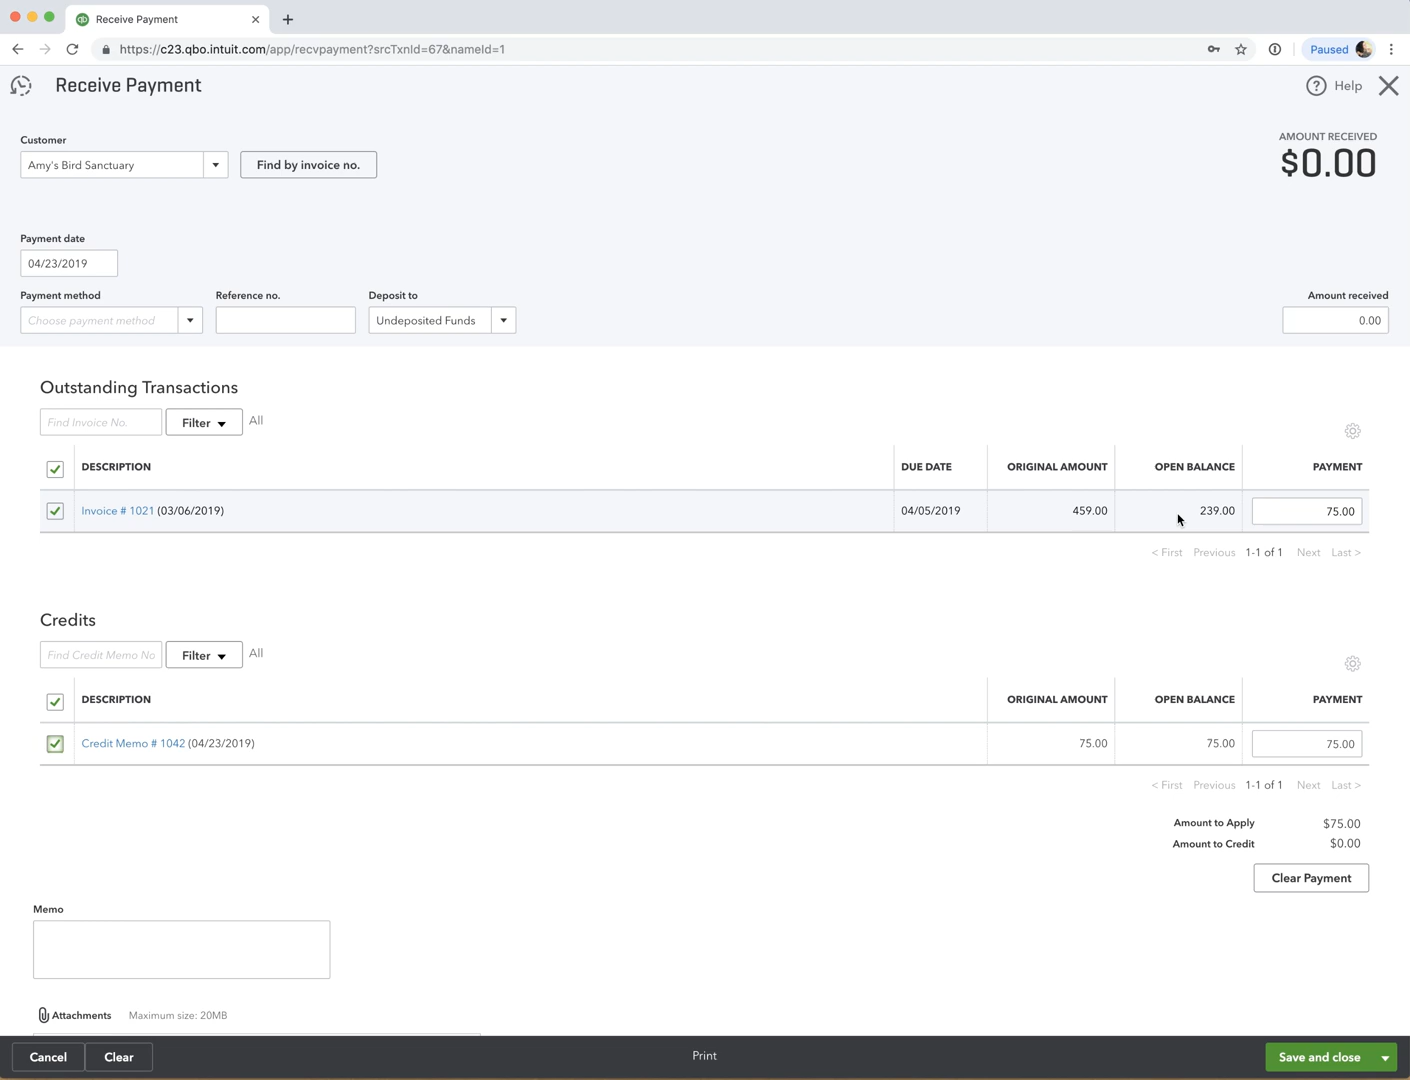 Receive Payment
https://c23.qbo.intuit.com/app/recvpayment?srcTxnId=67&nameId=1
Paused
Receive Payment
Help
Customer
AMOUNT RECEIVED
Amy's Bird Sanctuary
Find by invoice no.
$0.00
Payment date
04/23/2019
Payment method Reference no. Deposit to Amount received
Choose payment method Undeposited Funds 0.00
Outstanding Transactions
Find Invoice No. Filter All
DESCRIPTION DUE DATE ORIGINAL AMOUNT OPEN BALANCE PAYMENT
Invoice # 1021 (03/06/2019) 04/05/2019 459.00 239.00 75.00
< First Previous 1-1 of 1 Next Last >
Credits
Find Credit Memo No Filter All
DESCRIPTION ORIGINAL AMOUNT OPEN BALANCE PAYMENT
Credit Memo # 1042 (04/23/2019) 75.00 75.00 75.00
< First Previous 1-1 of 1 Next Last >
Amount to Apply $75.00
Amount to Credit $0.00
Clear Payment
Memo
Attachments Maximum size: 20MB
Cancel Clear Print Save and close